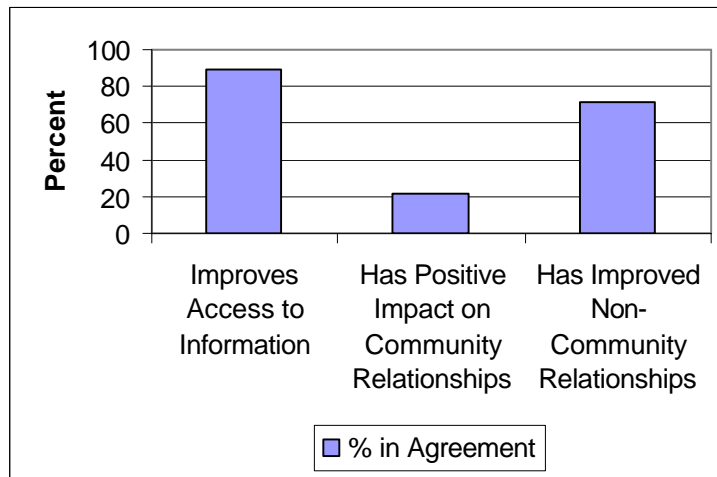 Percent
100
80
60
40
20
0
Improves
Access to
Information
Has Positive
Impact on
Community
Relationships
Has Improved
Non-
Community
Relationships
% in Agreement